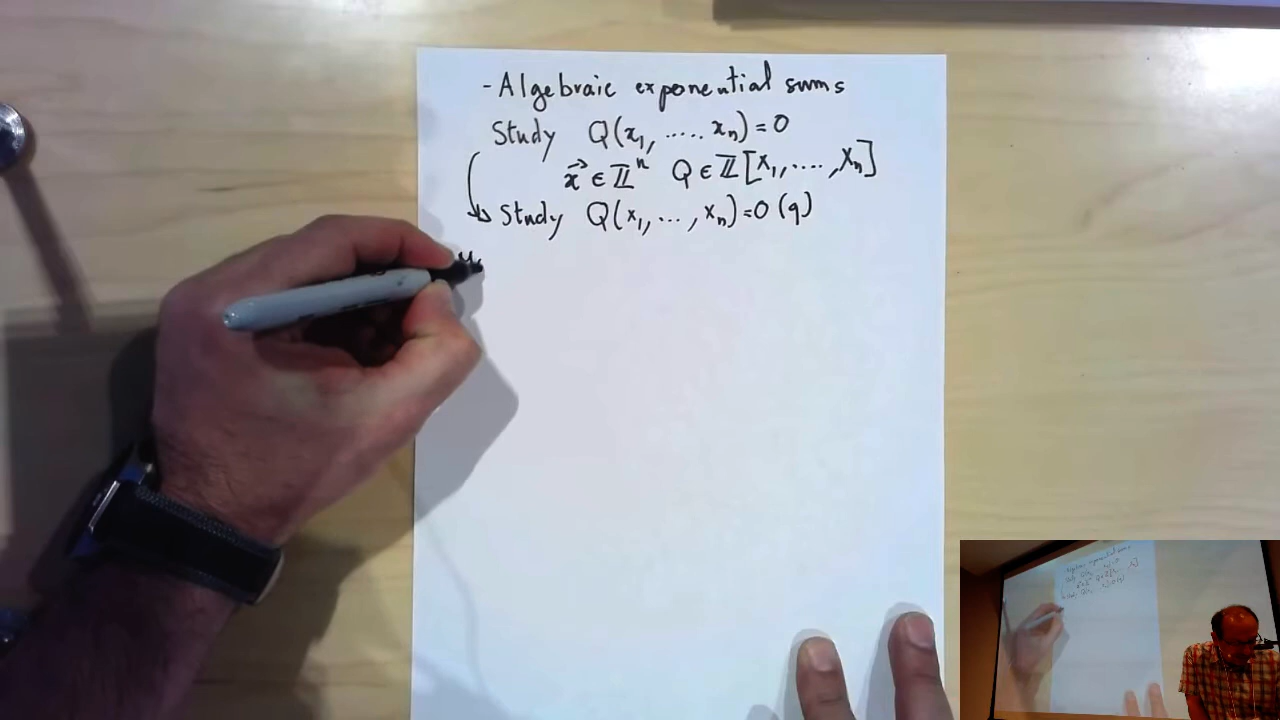 - Algebraic exponential sums
Study Q(x₁, ..... xₙ) = 0
x⃗ ∈ ℤⁿ Q ∈ ℤ[X₁, ...., Xₙ]
↳ Study Q(x₁, ..., xₙ) = 0 (q)